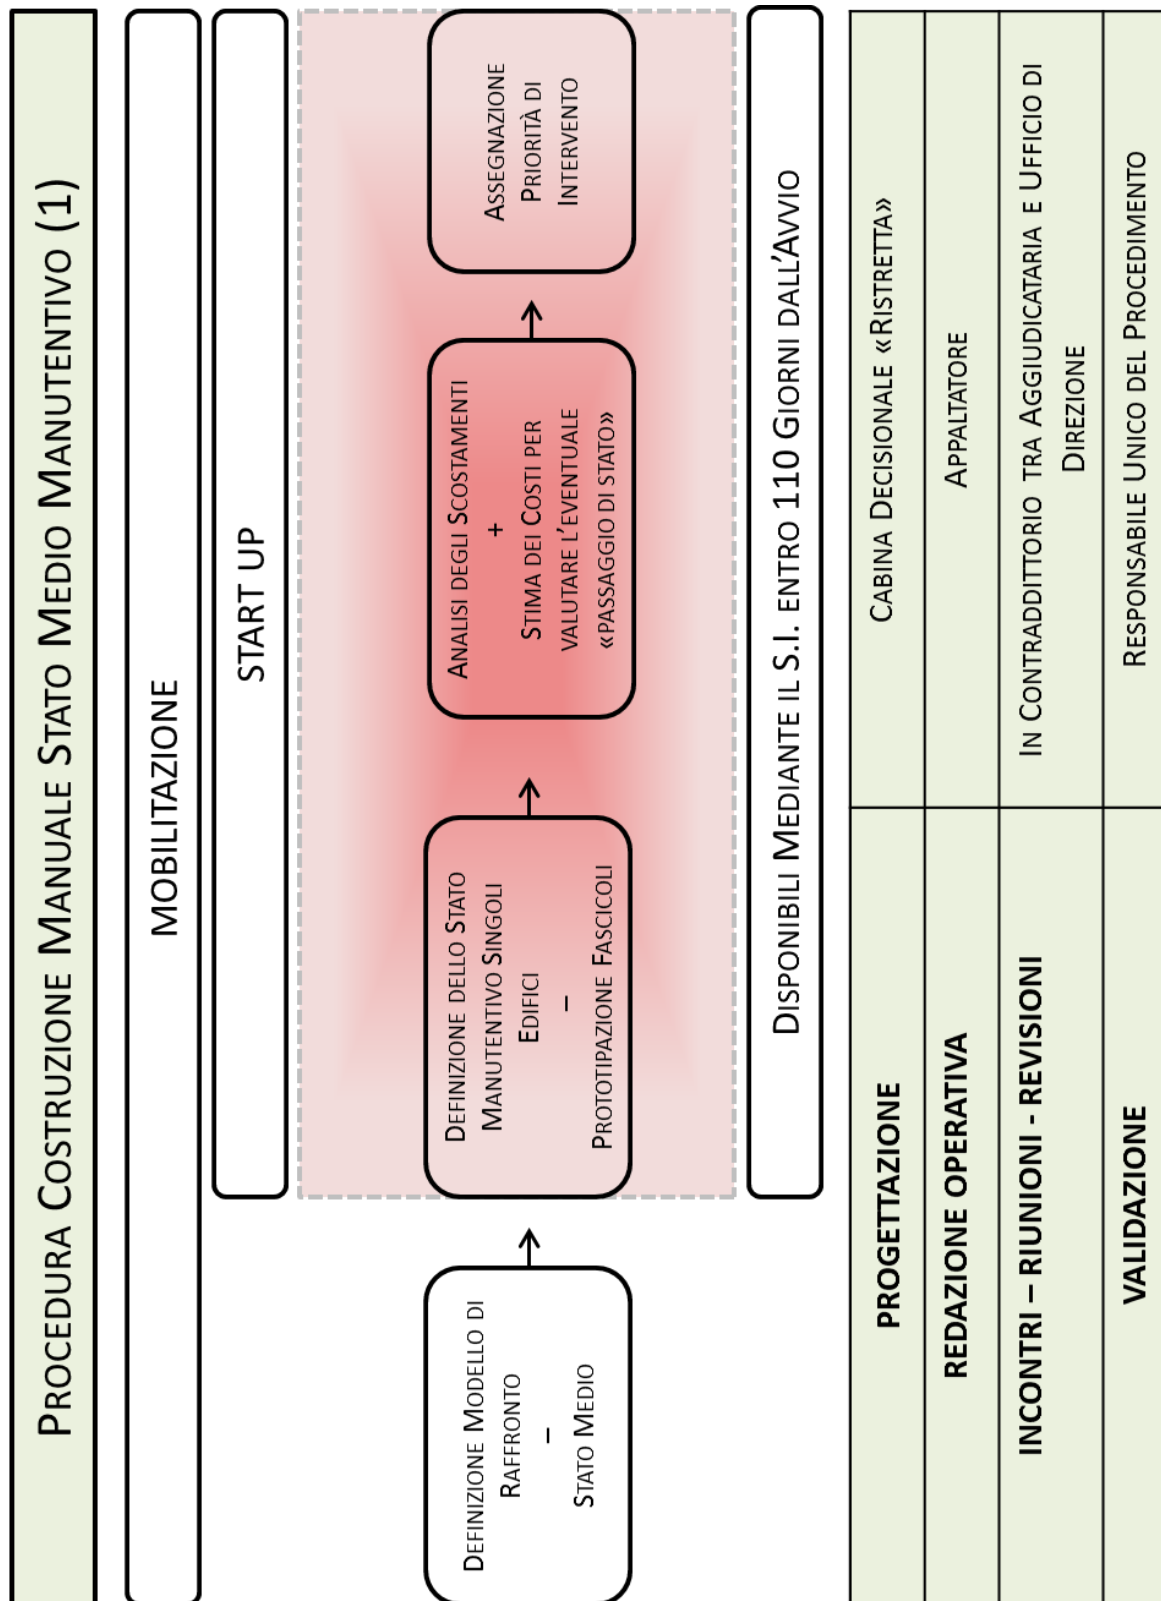 Procedura Costruzione Manuale Stato Medio Manutentivo (1)
MOBILITAZIONE
START UP
Definizione Modello di
Raffronto
–
Stato Medio
Definizione dello Stato
Manutentivo Singoli
Edifici
–
Prototipazione Fascicoli
Analisi degli Scostamenti
+
Stima dei Costi per
valutare l'eventuale
«passaggio di stato»
Assegnazione
Priorità di
Intervento
Disponibili Mediante il S.I. entro 110 Giorni dall'Avvio
PROGETTAZIONE
Cabina Decisionale «Ristretta»
REDAZIONE OPERATIVA
Appaltatore
INCONTRI – RIUNIONI - REVISIONI
In Contraddittorio tra Aggiudicataria e Ufficio di
Direzione
VALIDAZIONE
Responsabile Unico del Procedimento